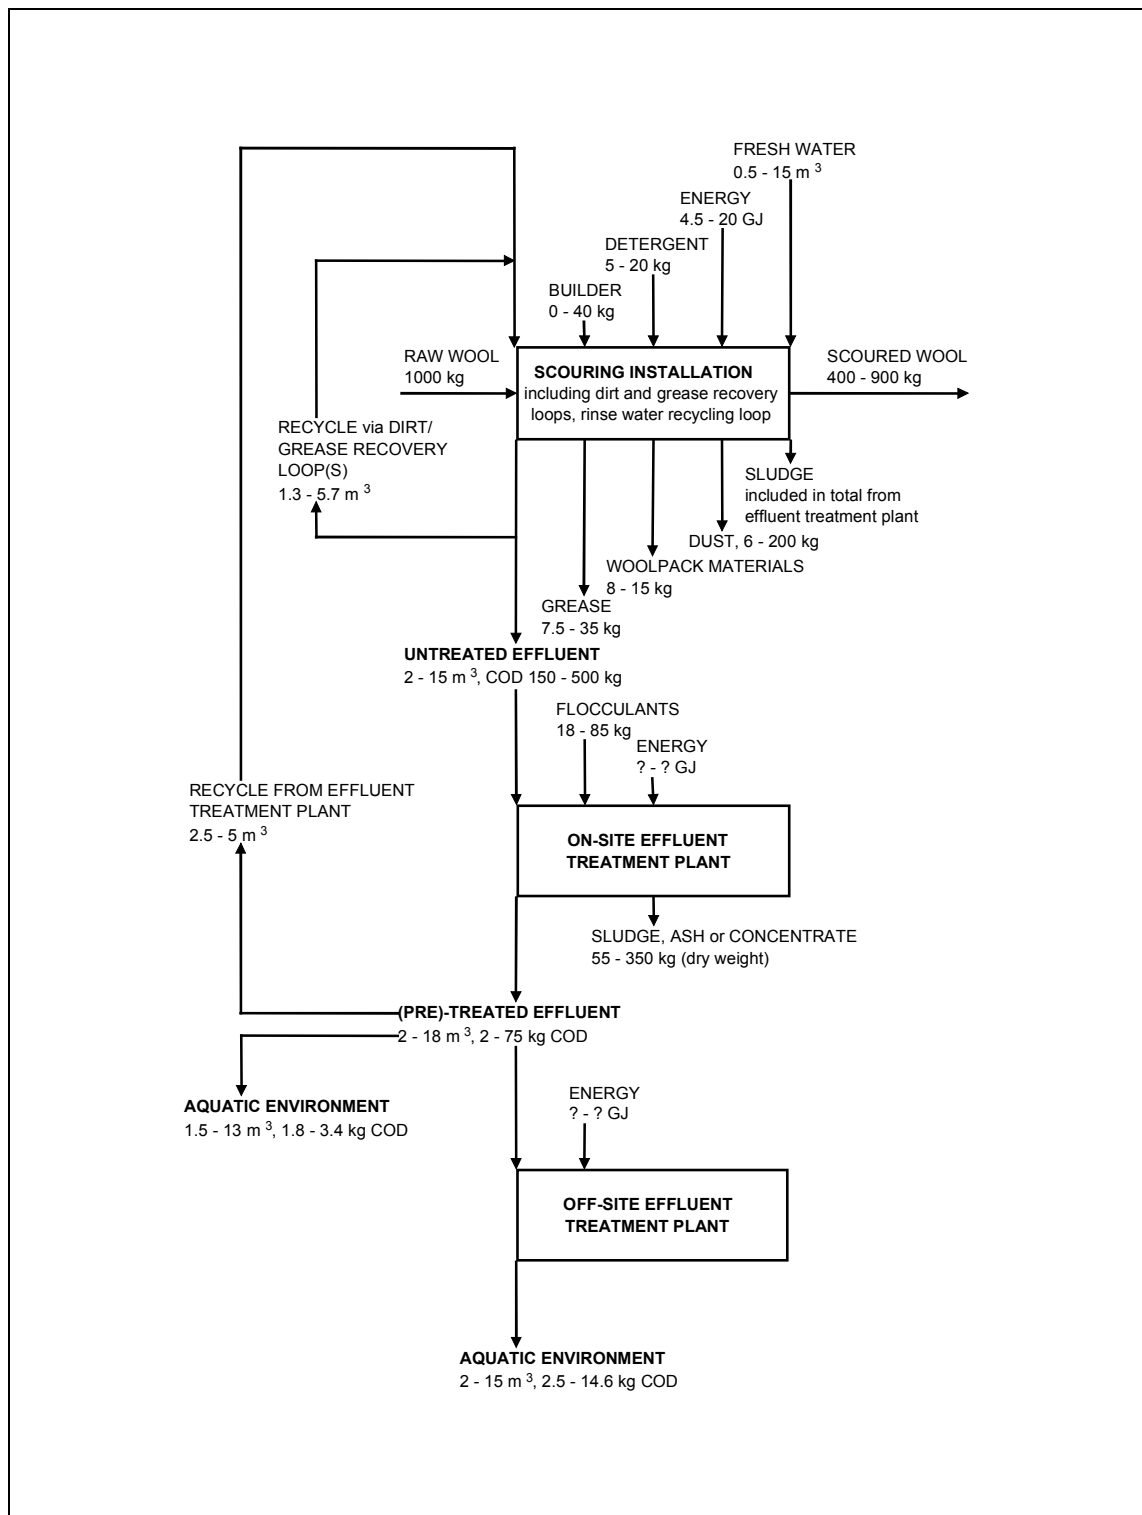 FRESH WATER
0.5 - 15 m 3
ENERGY
4.5 - 20 GJ
DETERGENT
5 - 20 kg
BUILDER
0 - 40 kg
RAW WOOL
1000 kg
SCOURING INSTALLATION
including dirt and grease recovery
loops, rinse water recycling loop
SCOURED WOOL
400 - 900 kg
RECYCLE via DIRT/
GREASE RECOVERY
LOOP(S)
1.3 - 5.7 m 3
SLUDGE
included in total from
effluent treatment plant
DUST, 6 - 200 kg
WOOLPACK MATERIALS
8 - 15 kg
GREASE
7.5 - 35 kg
UNTREATED EFFLUENT
2 - 15 m 3, COD 150 - 500 kg
FLOCCULANTS
18 - 85 kg
ENERGY
? - ? GJ
RECYCLE FROM EFFLUENT
TREATMENT PLANT
2.5 - 5 m 3
ON-SITE EFFLUENT
TREATMENT PLANT
SLUDGE, ASH or CONCENTRATE
55 - 350 kg (dry weight)
(PRE)-TREATED EFFLUENT
2 - 18 m 3, 2 - 75 kg COD
AQUATIC ENVIRONMENT
1.5 - 13 m 3, 1.8 - 3.4 kg COD
ENERGY
? - ? GJ
OFF-SITE EFFLUENT
TREATMENT PLANT
AQUATIC ENVIRONMENT
2 - 15 m 3, 2.5 - 14.6 kg COD